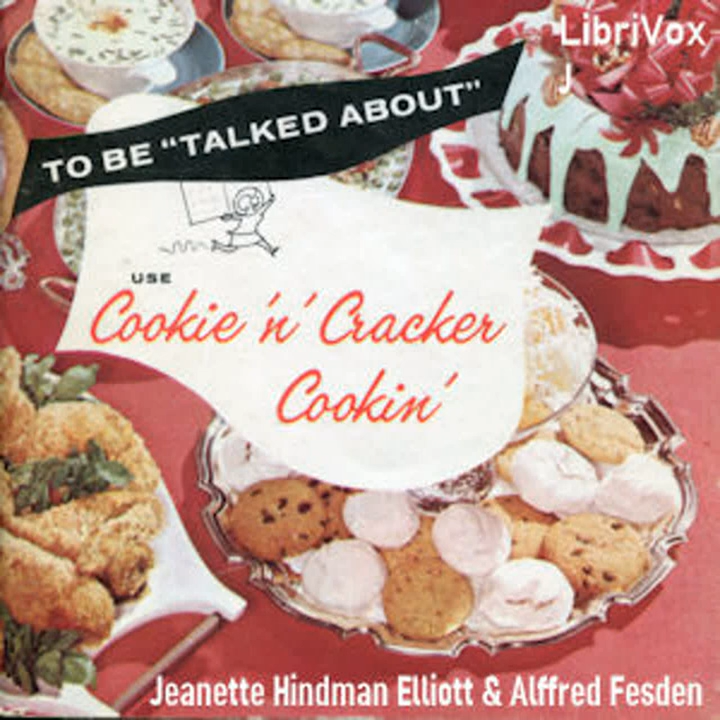 LibriVox
J
TO BE “TALKED ABOUT”
USE
Cookie 'n' Cracker
Cookin'
Jeanette Hindman Elliott & Alffred Fesden